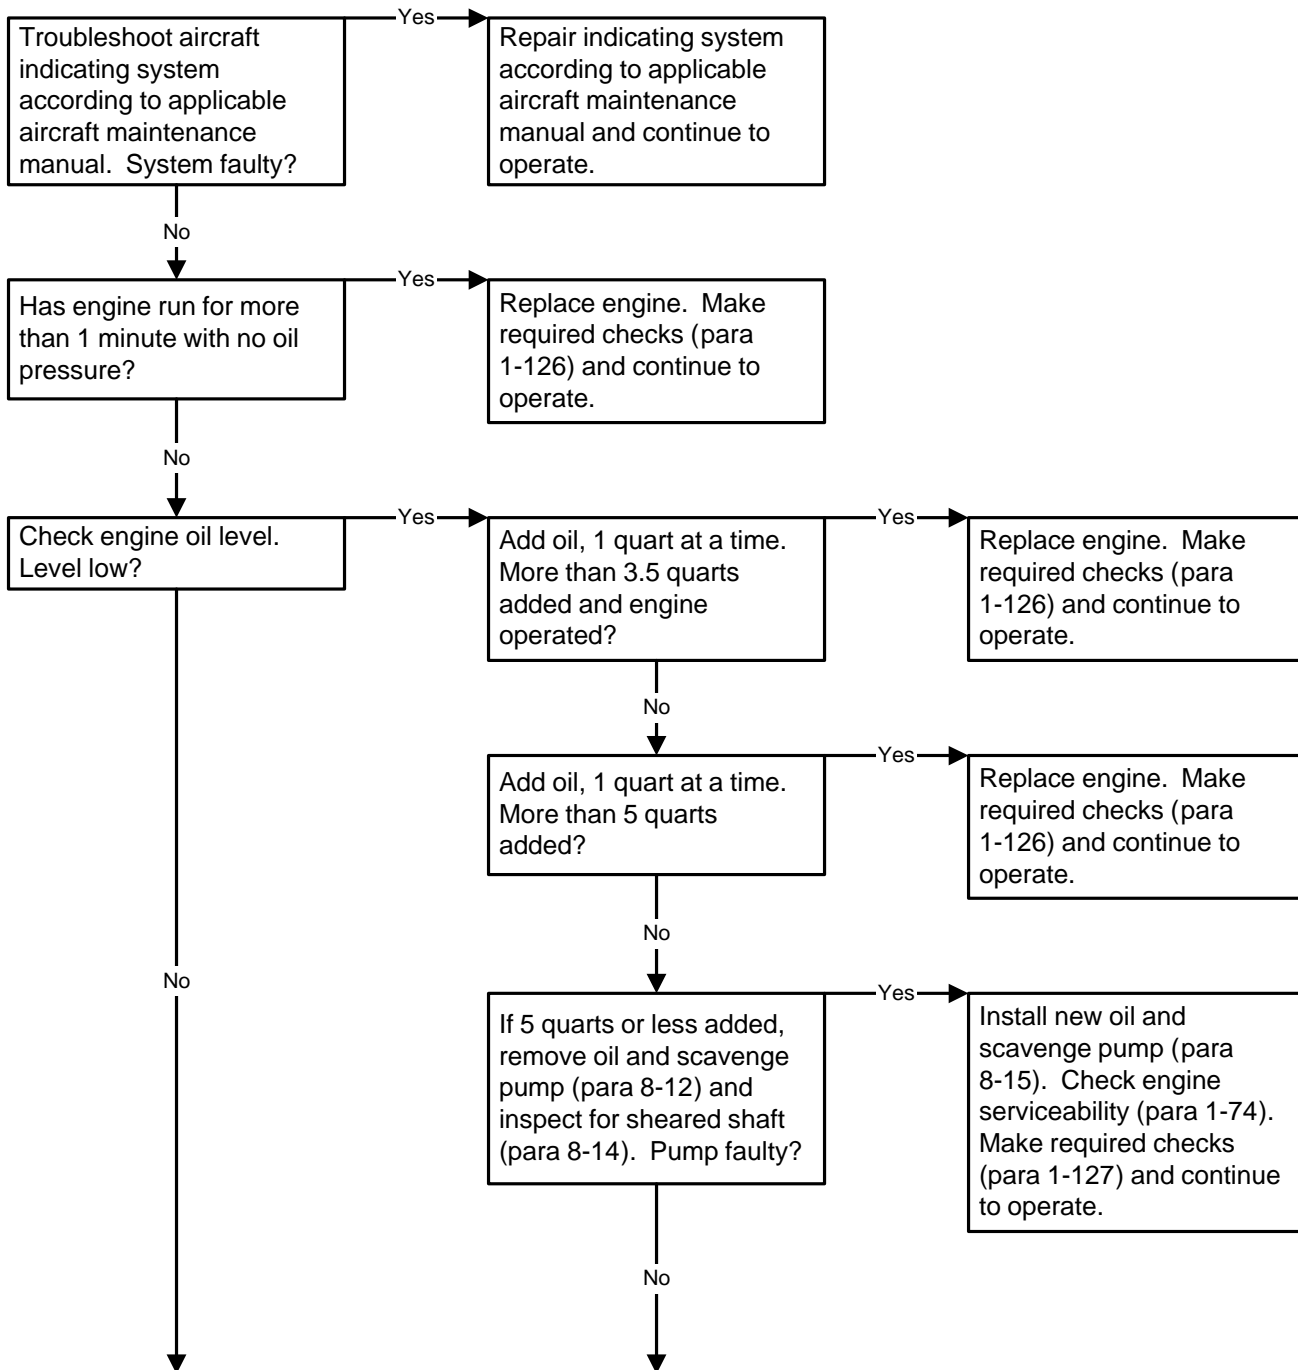 Troubleshoot aircraft
indicating system
according to applicable
aircraft maintenance
manual.  System faulty?
Yes
Repair indicating system
according to applicable
aircraft maintenance
manual and continue to
operate.
No
Has engine run for more
than 1 minute with no oil
pressure?
Yes
Replace engine.  Make
required checks (para
1-126) and continue to
operate.
No
Check engine oil level.
Level low?
Yes
Add oil, 1 quart at a time.
More than 3.5 quarts
added and engine
operated?
Yes
Replace engine.  Make
required checks (para
1-126) and continue to
operate.
No
Add oil, 1 quart at a time.
More than 5 quarts
added?
Yes
Replace engine.  Make
required checks (para
1-126) and continue to
operate.
No
No
If 5 quarts or less added,
remove oil and scavenge
pump (para 8-12) and
inspect for sheared shaft
(para 8-14).  Pump faulty?
Yes
Install new oil and
scavenge pump (para
8-15).  Check engine
serviceability (para 1-74).
Make required checks
(para 1-127) and continue
to operate.
No